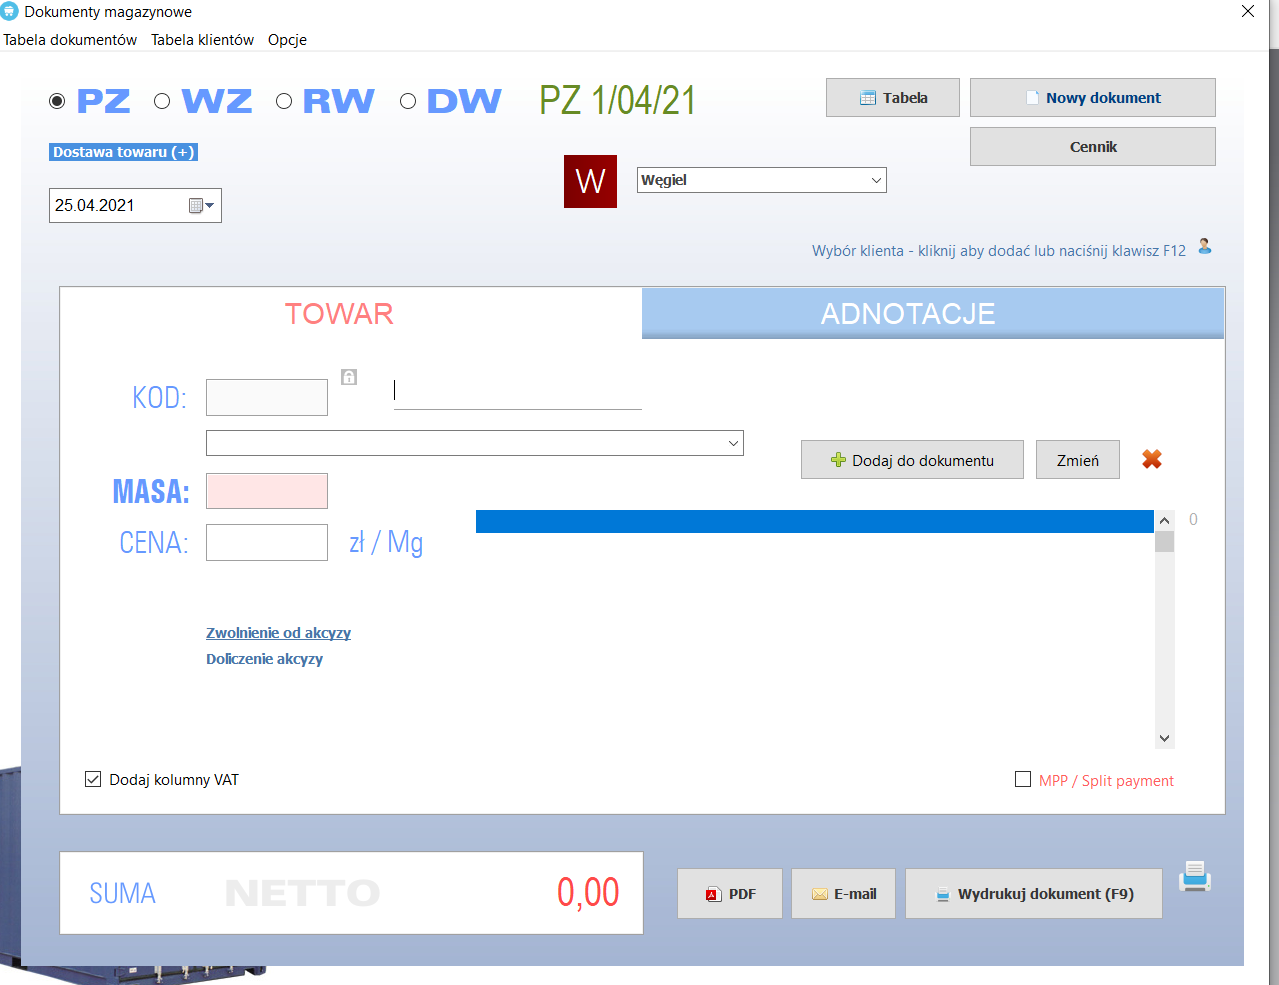 Dokumenty magazynowe
Tabela dokumentów Tabela klientów Opcje
PZ WZ RW DW PZ 1/04/21
Tabela
Nowy dokument
Dostawa towaru (+)
Cennik
W
Węgiel
25.04.2021
Wybór klienta - kliknij aby dodać lub naciśnij klawisz F12
TOWAR
ADNOTACJE
KOD:
Dodaj do dokumentu
Zmień
MASA:
0
CENA:
zł / Mg
Zwolnienie od akcyzy
Doliczenie akcyzy
Dodaj kolumny VAT
MPP / Split payment
SUMA
NETTO
0,00
PDF
E-mail
Wydrukuj dokument (F9)